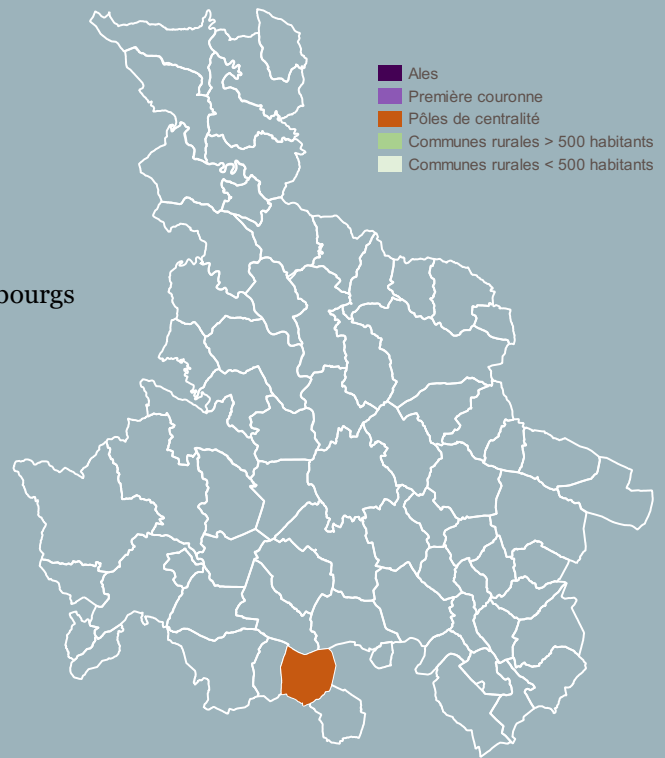 Ales
Première couronne
Pôles de centralité
Communes rurales > 500 habitants
Communes rurales < 500 habitants
bourgs